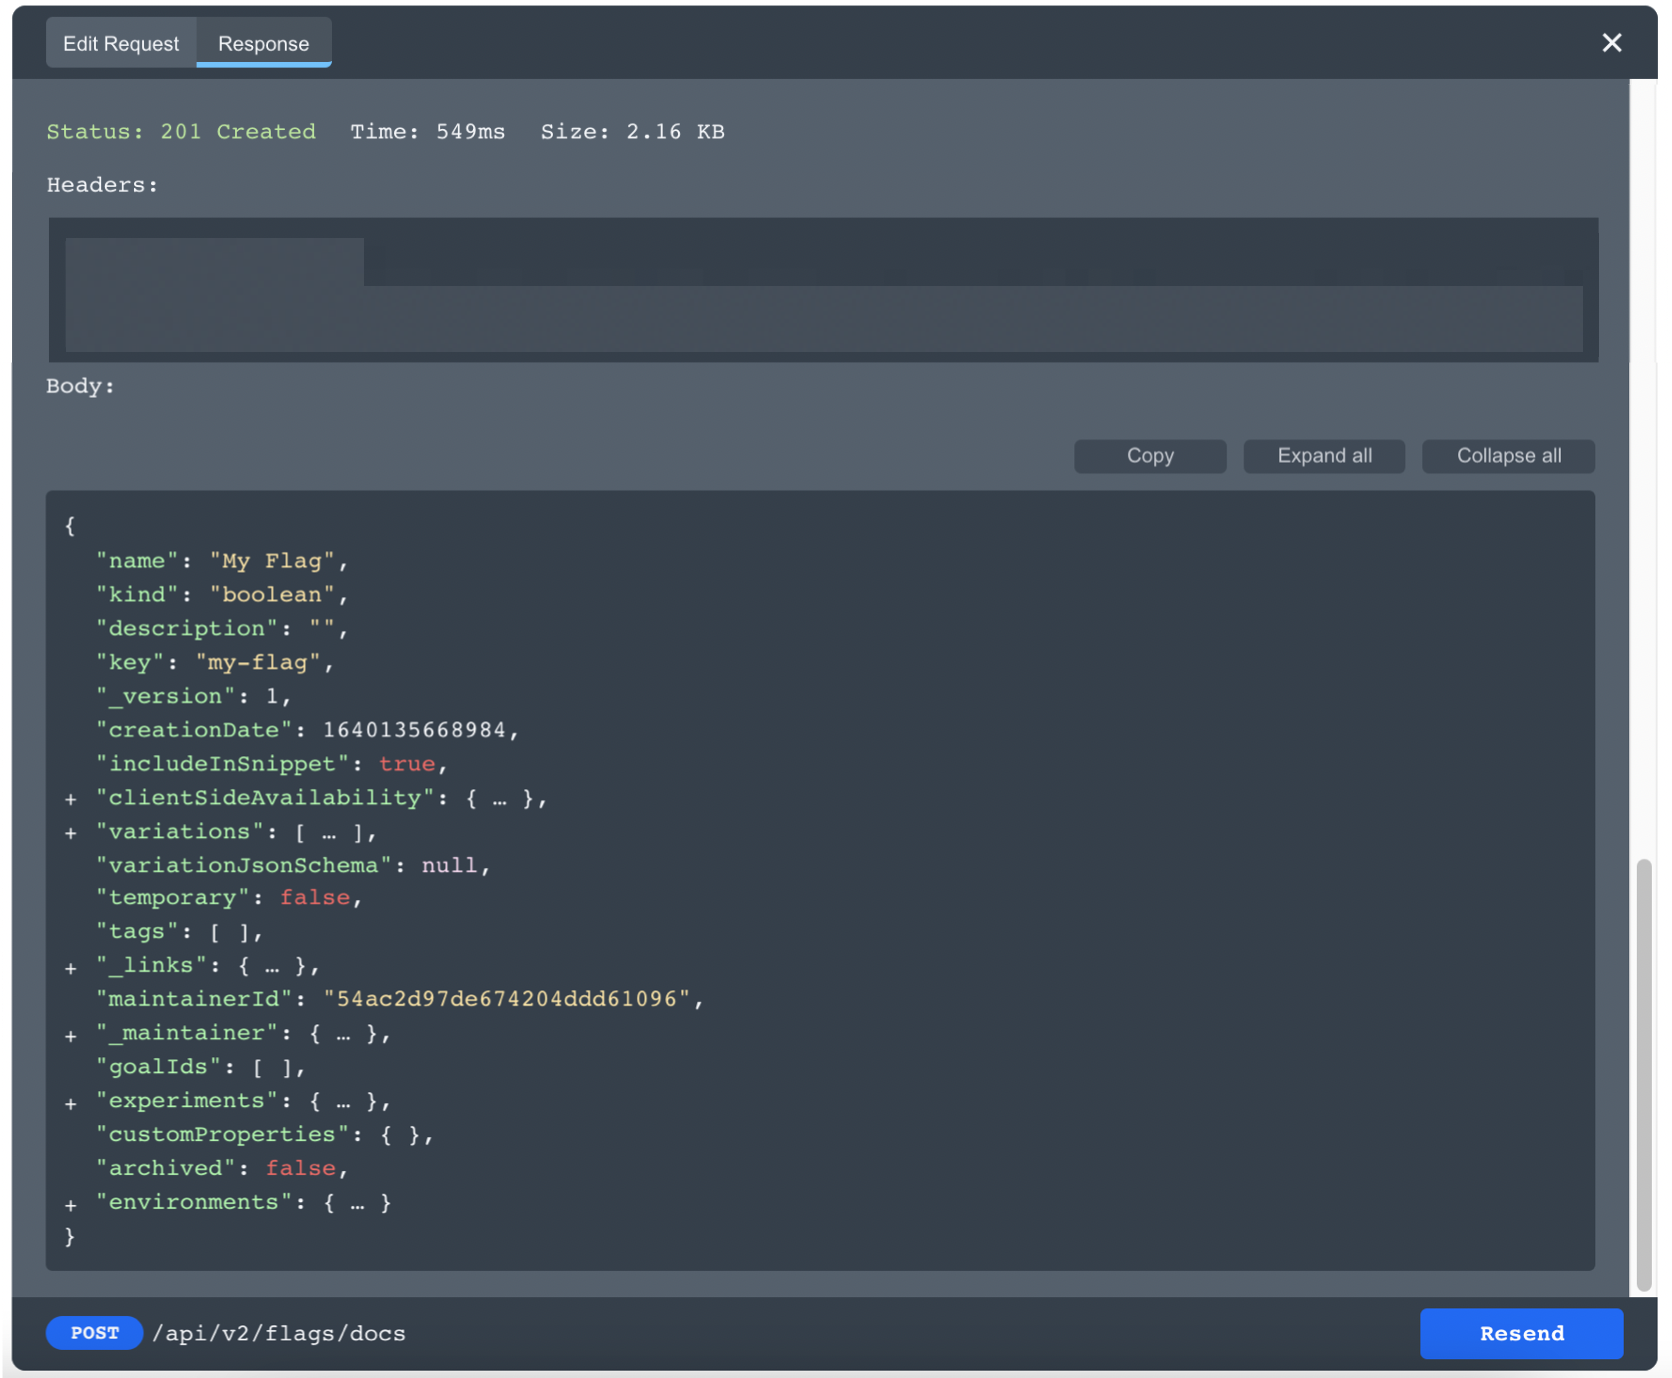 Edit Request Response ✕
Status: 201 Created Time: 549ms Size: 2.16 KB
Headers:
Body:
Copy Expand all Collapse all
{
"name": "My Flag",
"kind": "boolean",
"description": "",
"key": "my-flag",
"_version": 1,
"creationDate": 1640135668984,
"includeInSnippet": true,
+ "clientSideAvailability": { … },
+ "variations": [ … ],
"variationJsonSchema": null,
"temporary": false,
"tags": [ ],
+ "_links": { … },
"maintainerId": "54ac2d97de674204ddd61096",
+ "_maintainer": { … },
"goalIds": [ ],
+ "experiments": { … },
"customProperties": { },
"archived": false,
+ "environments": { … }
}
POST /api/v2/flags/docs Resend